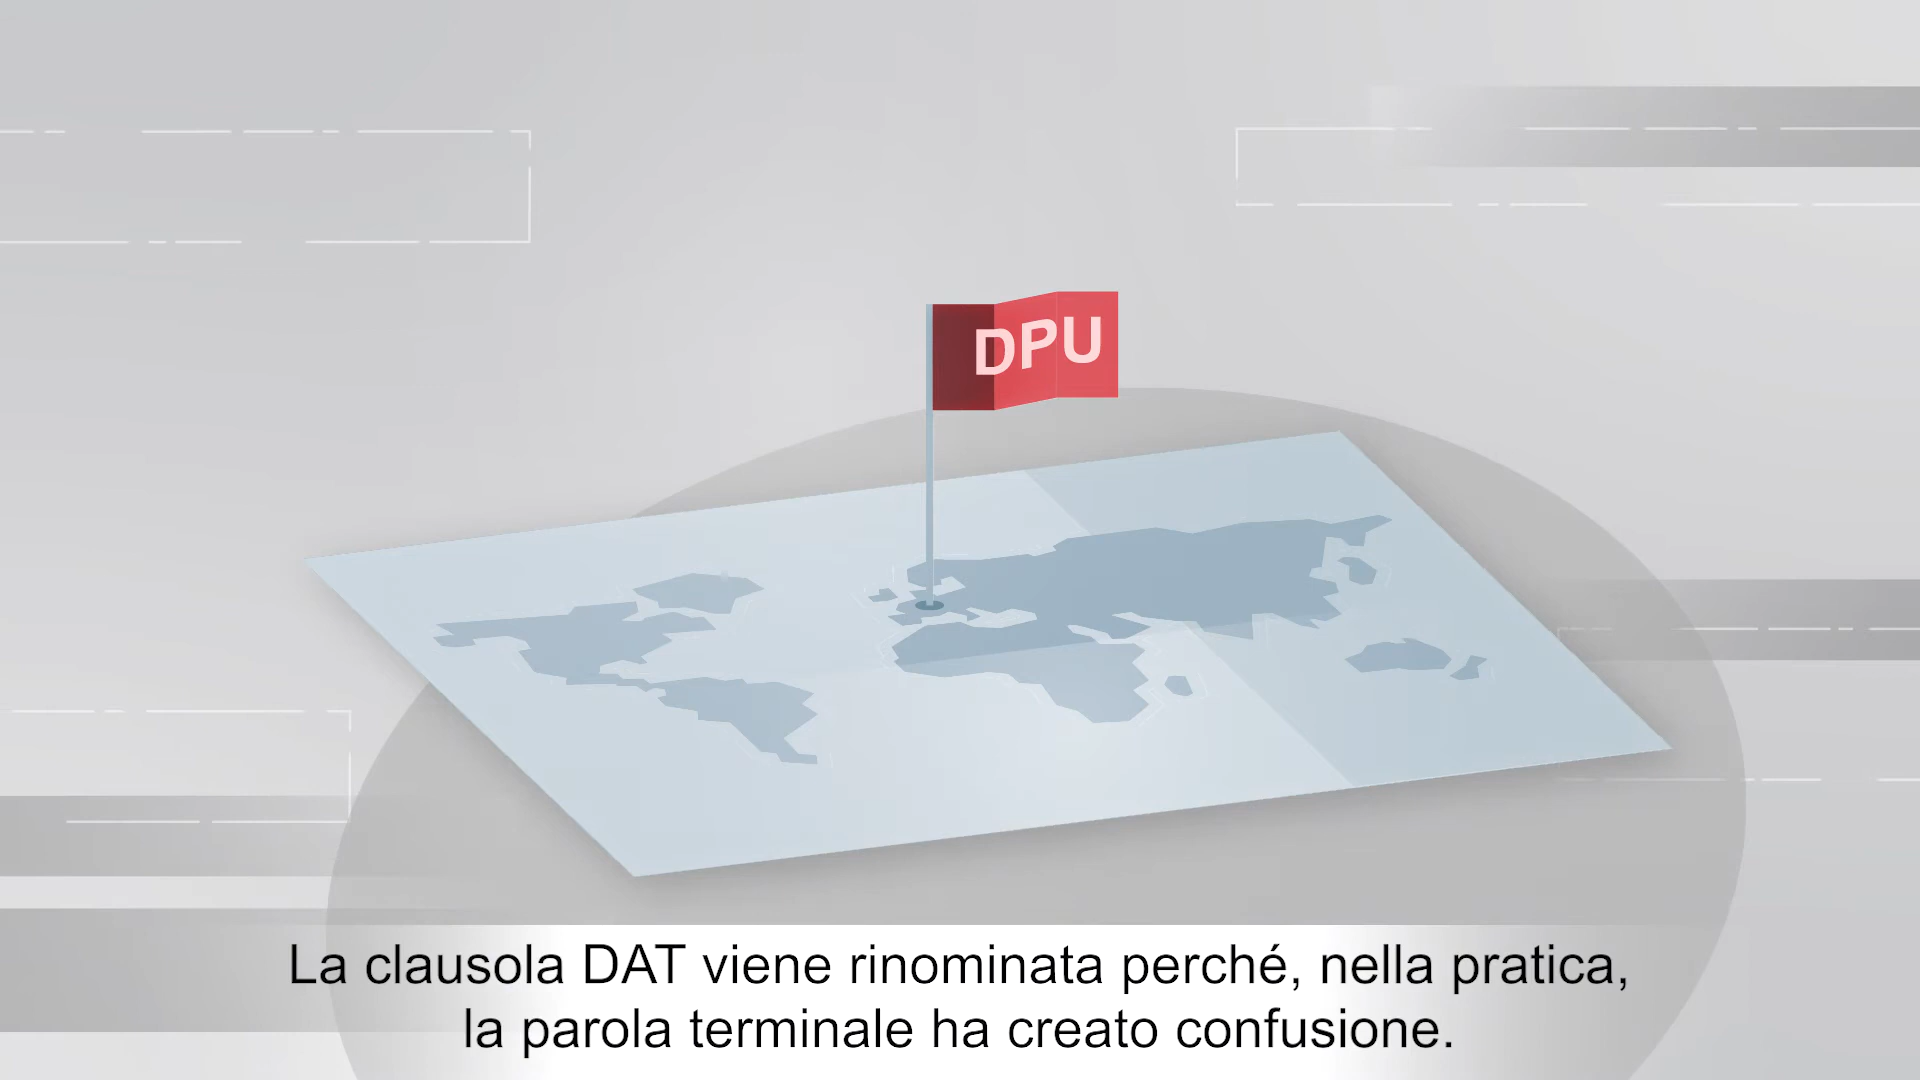 DPU
La clausola DAT viene rinominata perché, nella pratica,
la parola terminale ha creato confusione.